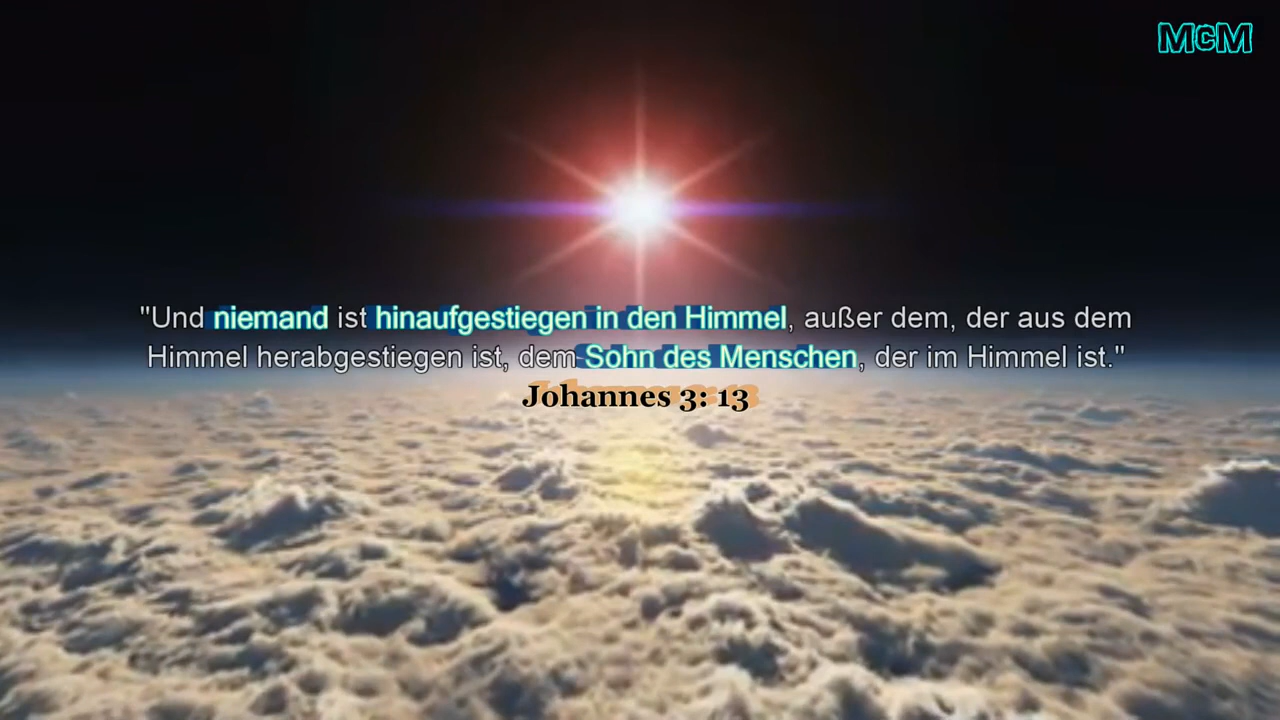 McM
"Und niemand ist hinaufgestiegen in den Himmel, außer dem, der aus dem
Himmel herabgestiegen ist, dem Sohn des Menschen, der im Himmel ist."
Johannes 3: 13